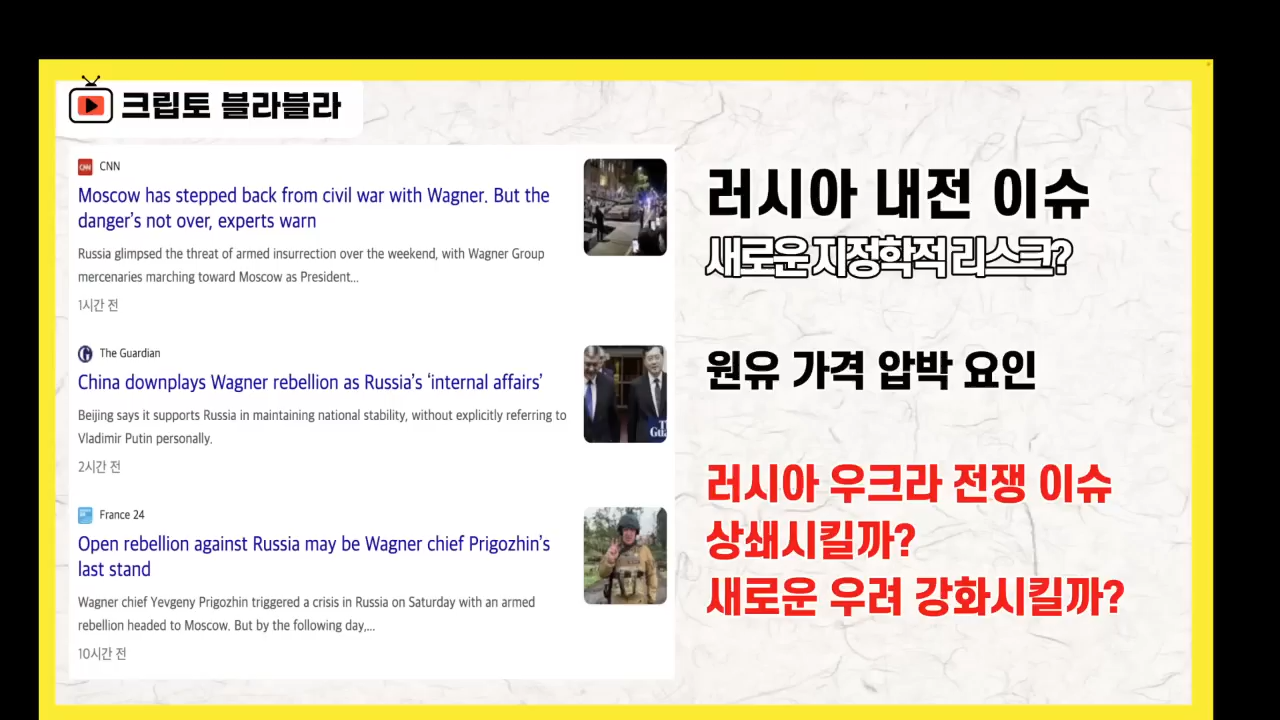 크립토 블라블라
CNN
Moscow has stepped back from civil war with Wagner. But the
danger's not over, experts warn
Russia glimpsed the threat of armed insurrection over the weekend, with Wagner Group
mercenaries marching toward Moscow as President...
1시간 전
The Guardian
China downplays Wagner rebellion as Russia's ‘internal affairs’
Beijing says it supports Russia in maintaining national stability, without explicitly referring to
Vladimir Putin personally.
2시간 전
France 24
Open rebellion against Russia may be Wagner chief Prigozhin's
last stand
Wagner chief Yevgeny Prigozhin triggered a crisis in Russia on Saturday with an armed
rebellion headed to Moscow. But by the following day,...
10시간 전
러시아 내전 이슈
새로운 지정학적 리스크?
원유 가격 압박 요인
러시아 우크라 전쟁 이슈
상쇄시킬까?
새로운 우려 강화시킬까?